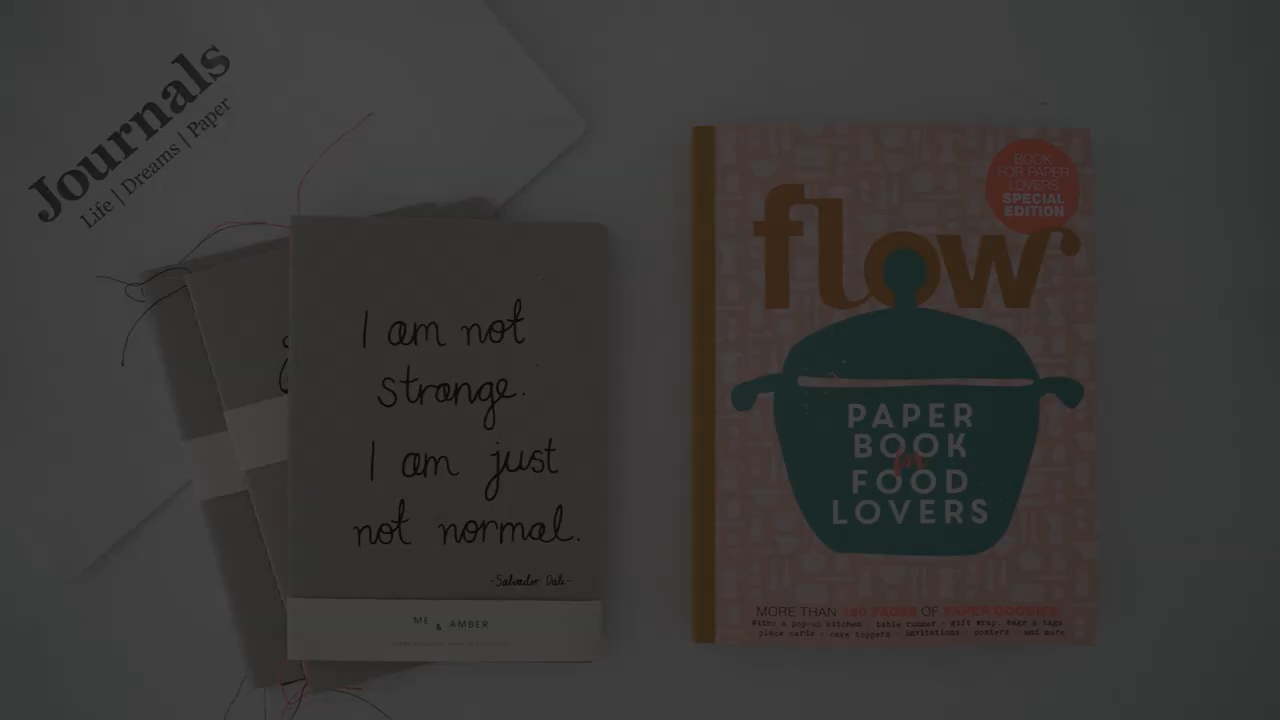 Journals
Life | Dreams | Paper
I am not
strange.
I am just
not normal.
-Salvador Dali-
ME & AMBER
BOOK
FOR PAPER
LOVERS
SPECIAL
EDITION
flow
PAPER
BOOK
for
FOOD
LOVERS
MORE THAN 150 PAGES OF PAPER GOODIES
With: a pop-up kitchen - table runner - gift wrap, bags & tags
place cards - cake toppers - invitations - posters - and more